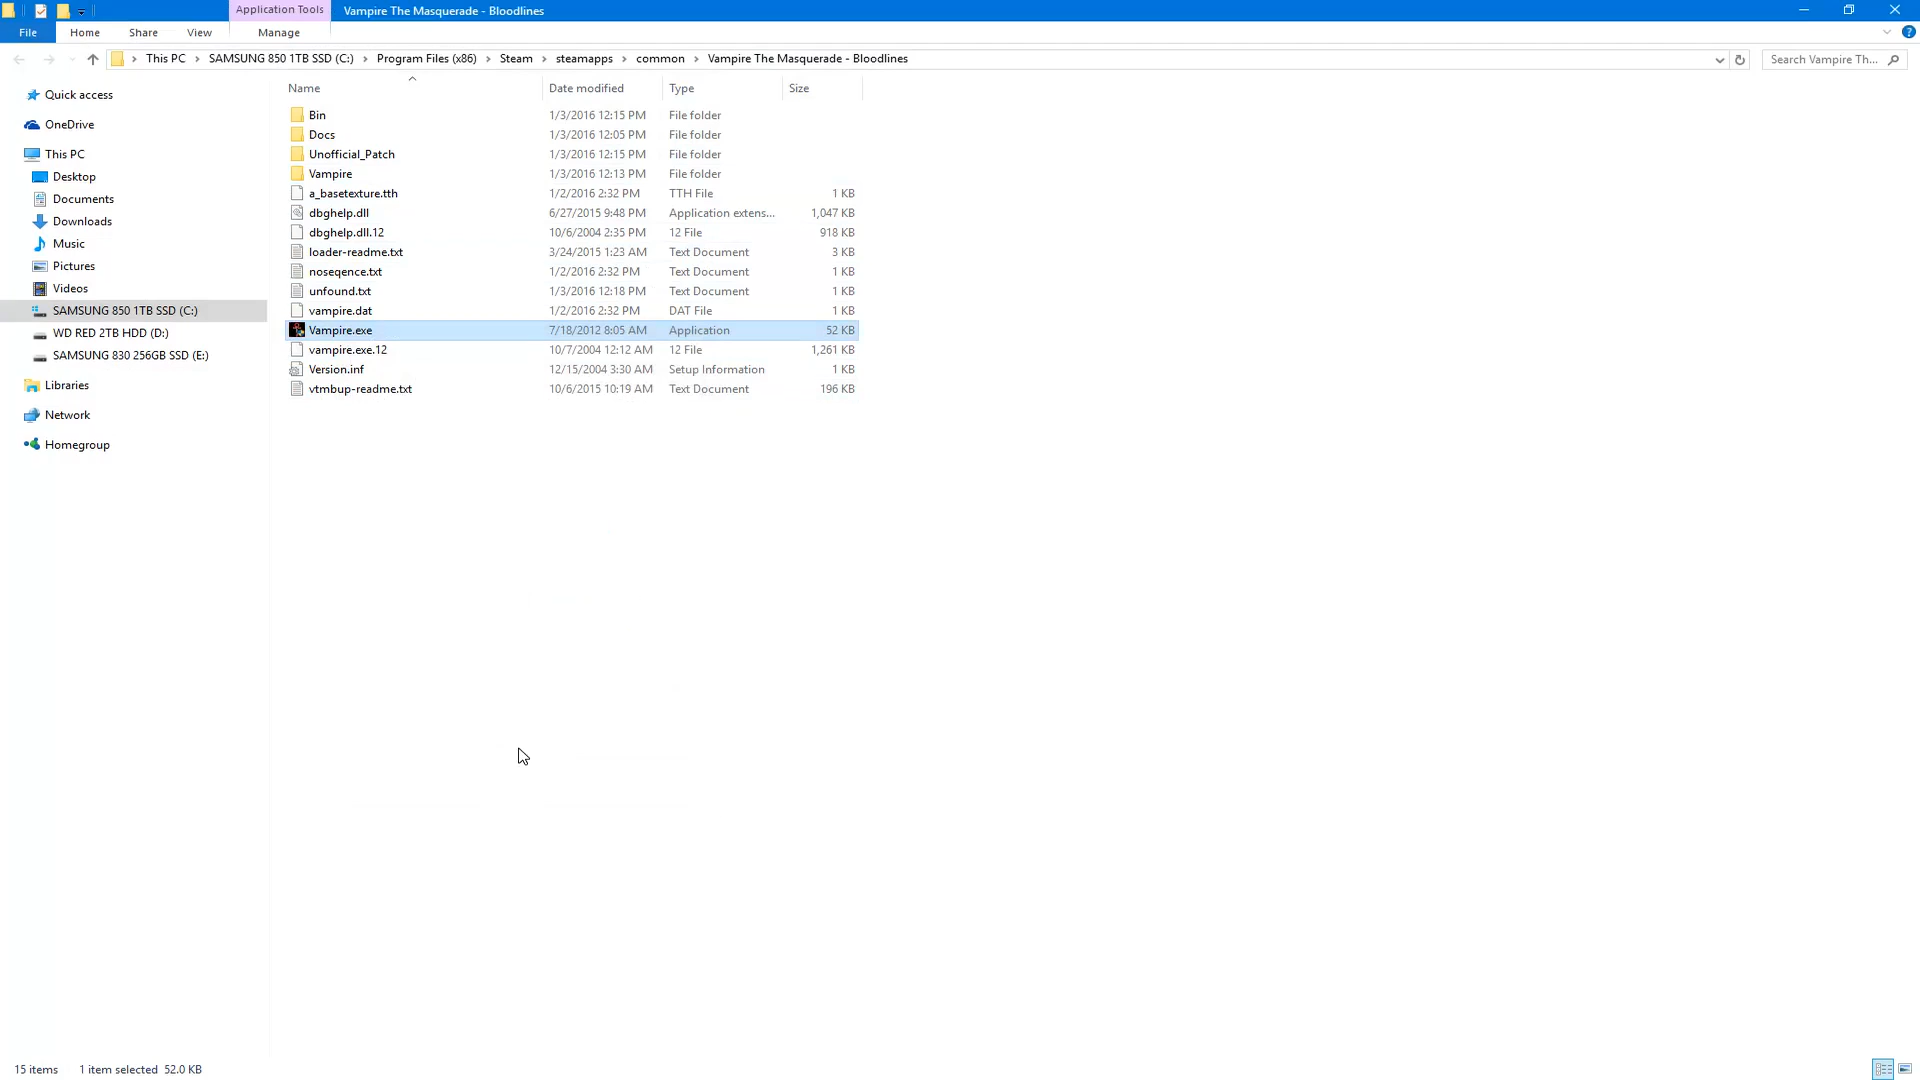 Application Tools
Vampire The Masquerade - Bloodlines
File Home Share View Manage
This PC > SAMSUNG 850 1TB SSD (C:) > Program Files (x86) > Steam > steamapps > common > Vampire The Masquerade - Bloodlines
Search Vampire Th...
Quick access
OneDrive
This PC
Desktop
Documents
Downloads
Music
Pictures
Videos
SAMSUNG 850 1TB SSD (C:)
WD RED 2TB HDD (D:)
SAMSUNG 830 256GB SSD (E:)
Libraries
Network
Homegroup
Name Date modified Type Size
Bin 1/3/2016 12:15 PM File folder
Docs 1/3/2016 12:05 PM File folder
Unofficial_Patch 1/3/2016 12:15 PM File folder
Vampire 1/3/2016 12:13 PM File folder
a_basetexture.tth 1/2/2016 2:32 PM TTH File 1 KB
dbghelp.dll 6/27/2015 9:48 PM Application extens... 1,047 KB
dbghelp.dll.12 10/6/2004 2:35 PM 12 File 918 KB
loader-readme.txt 3/24/2015 1:23 AM Text Document 3 KB
noseqence.txt 1/2/2016 2:32 PM Text Document 1 KB
unfound.txt 1/3/2016 12:18 PM Text Document 1 KB
vampire.dat 1/2/2016 2:32 PM DAT File 1 KB
Vampire.exe 7/18/2012 8:05 AM Application 52 KB
vampire.exe.12 10/7/2004 12:12 AM 12 File 1,261 KB
Version.inf 12/15/2004 3:30 AM Setup Information 1 KB
vtmbup-readme.txt 10/6/2015 10:19 AM Text Document 196 KB
15 items 1 item selected 52.0 KB